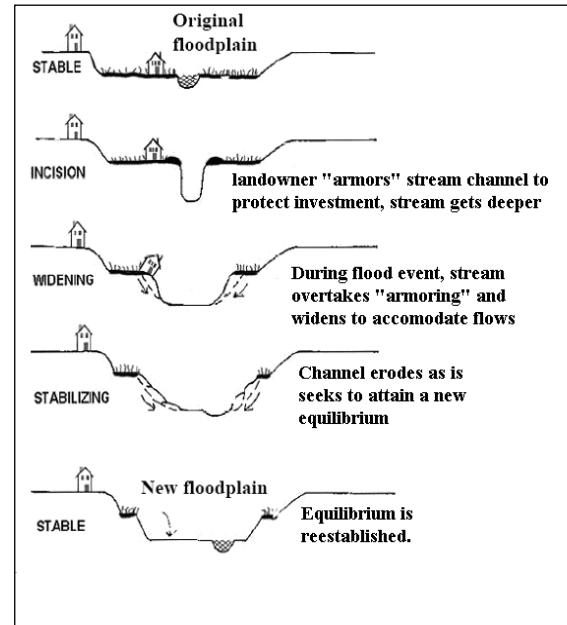 Original
floodplain
STABLE
INCISION
landowner "armors" stream channel to
protect investment, stream gets deeper
WIDENING
During flood event, stream
overtakes "armoring" and
widens to accomodate flows
STABILIZING
Channel erodes as is
seeks to attain a new
equilibrium
New floodplain
STABLE
Equilibrium is
reestablished.